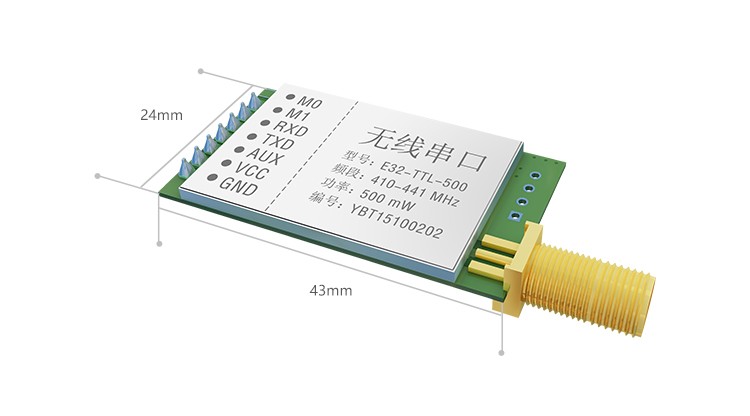 24mm
M0
M1
RXD
TXD
AUX
VCC
GND
无线串口
型号: E32-TTL-500
频段: 410-441 MHz
功率: 500 mW
编号: YBT15100202
43mm